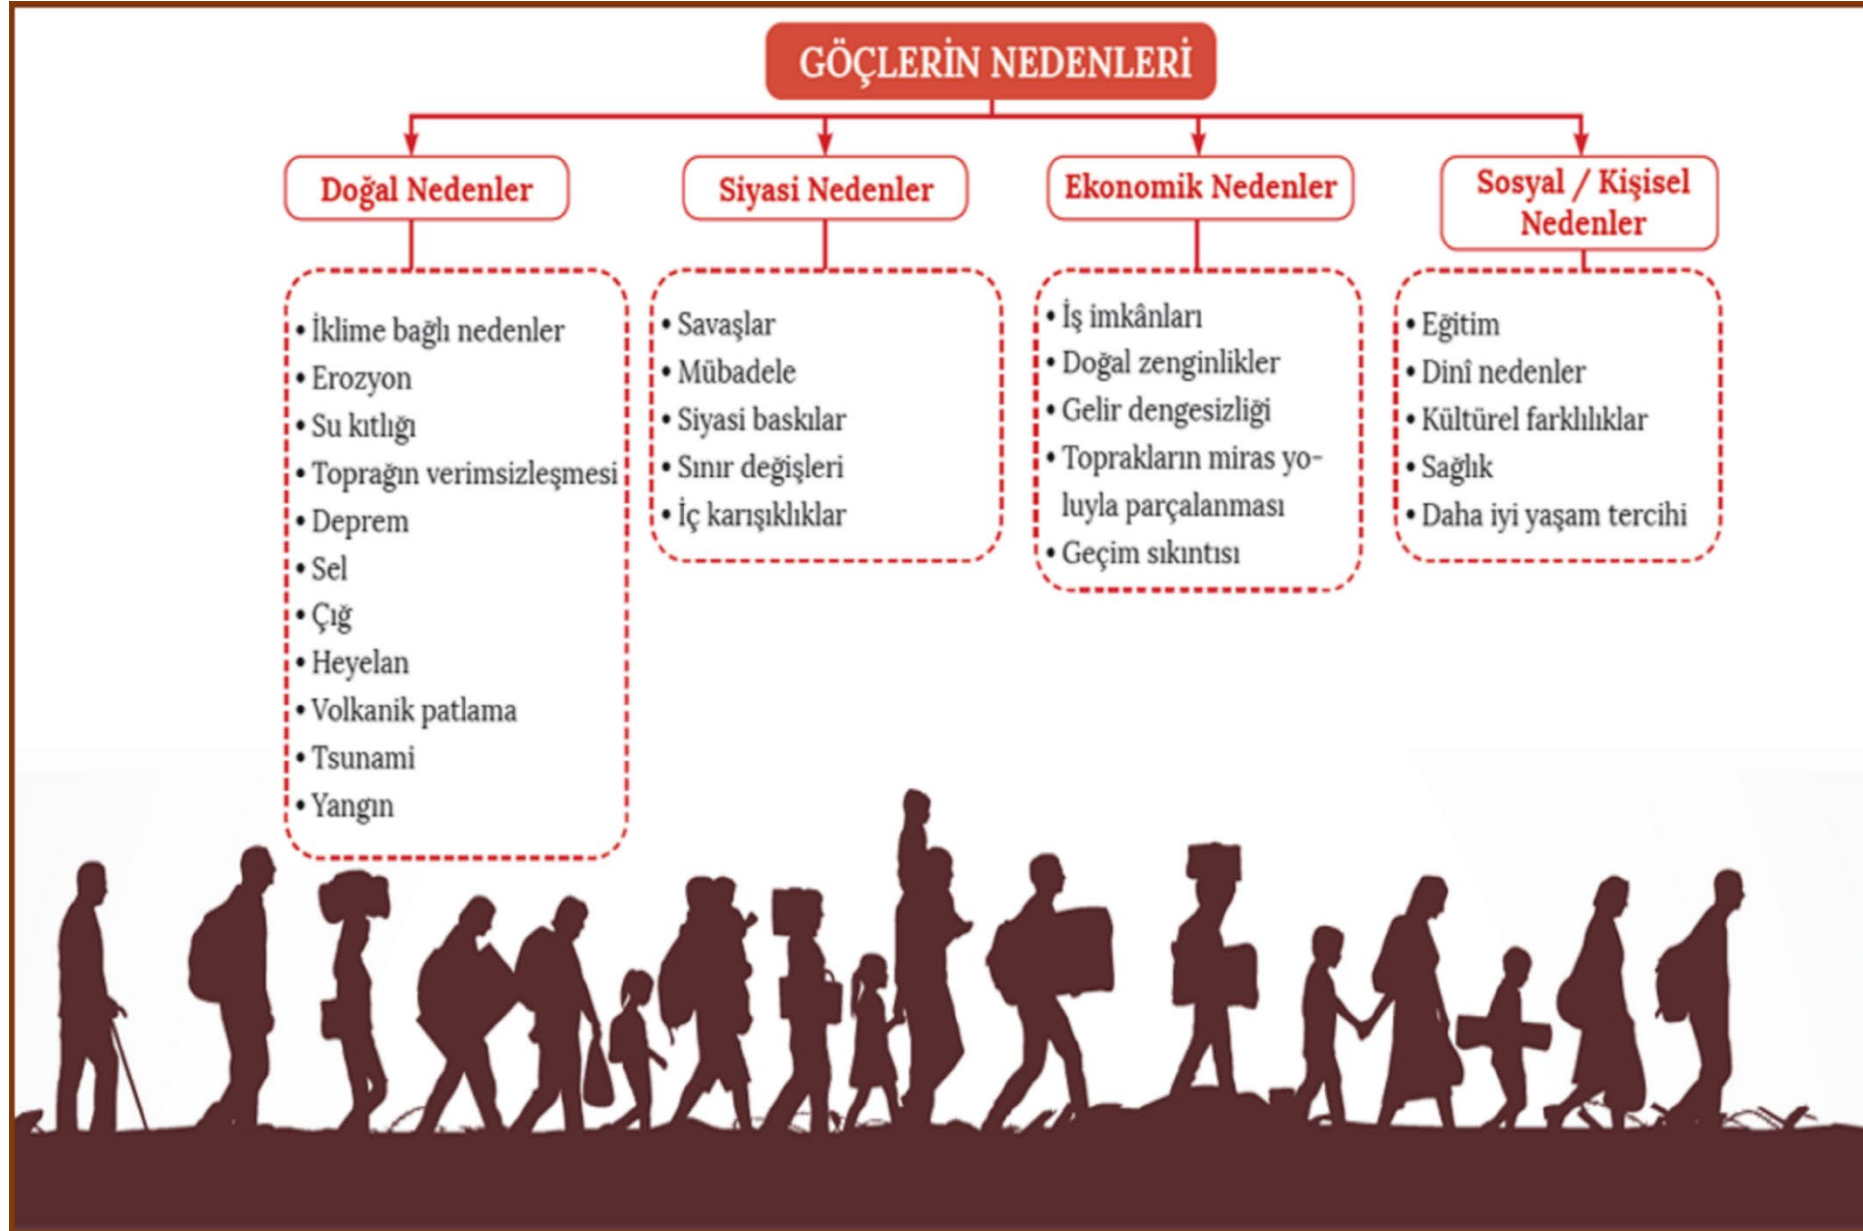 GÖÇLERİN NEDENLERİ
Doğal Nedenler
• İklime bağlı nedenler
• Erozyon
• Su kıtlığı
• Toprağın verimsizleşmesi
• Deprem
• Sel
• Çığ
• Heyelan
• Volkanik patlama
• Tsunami
• Yangın
Siyasi Nedenler
• Savaşlar
• Mübadele
• Siyasi baskılar
• Sınır değişleri
• İç karışıklıklar
Ekonomik Nedenler
• İş imkânları
• Doğal zenginlikler
• Gelir dengesizliği
• Toprakların miras yo-
luyla parçalanması
• Geçim sıkıntısı
Sosyal / Kişisel
Nedenler
• Eğitim
• Dinî nedenler
• Kültürel farklılıklar
• Sağlık
• Daha iyi yaşam tercihi